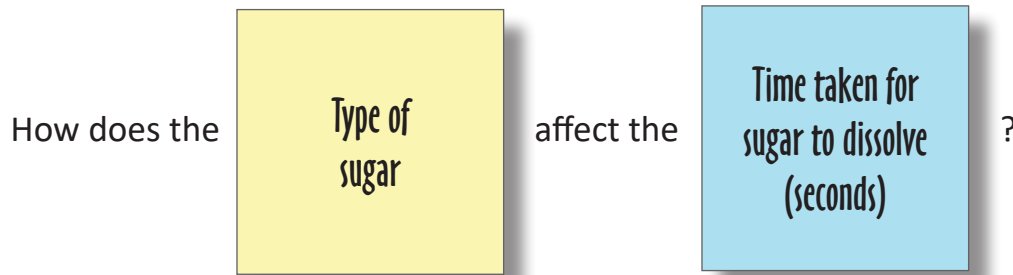 How does the
Type of
sugar
affect the
Time taken for
sugar to dissolve
(seconds)
?